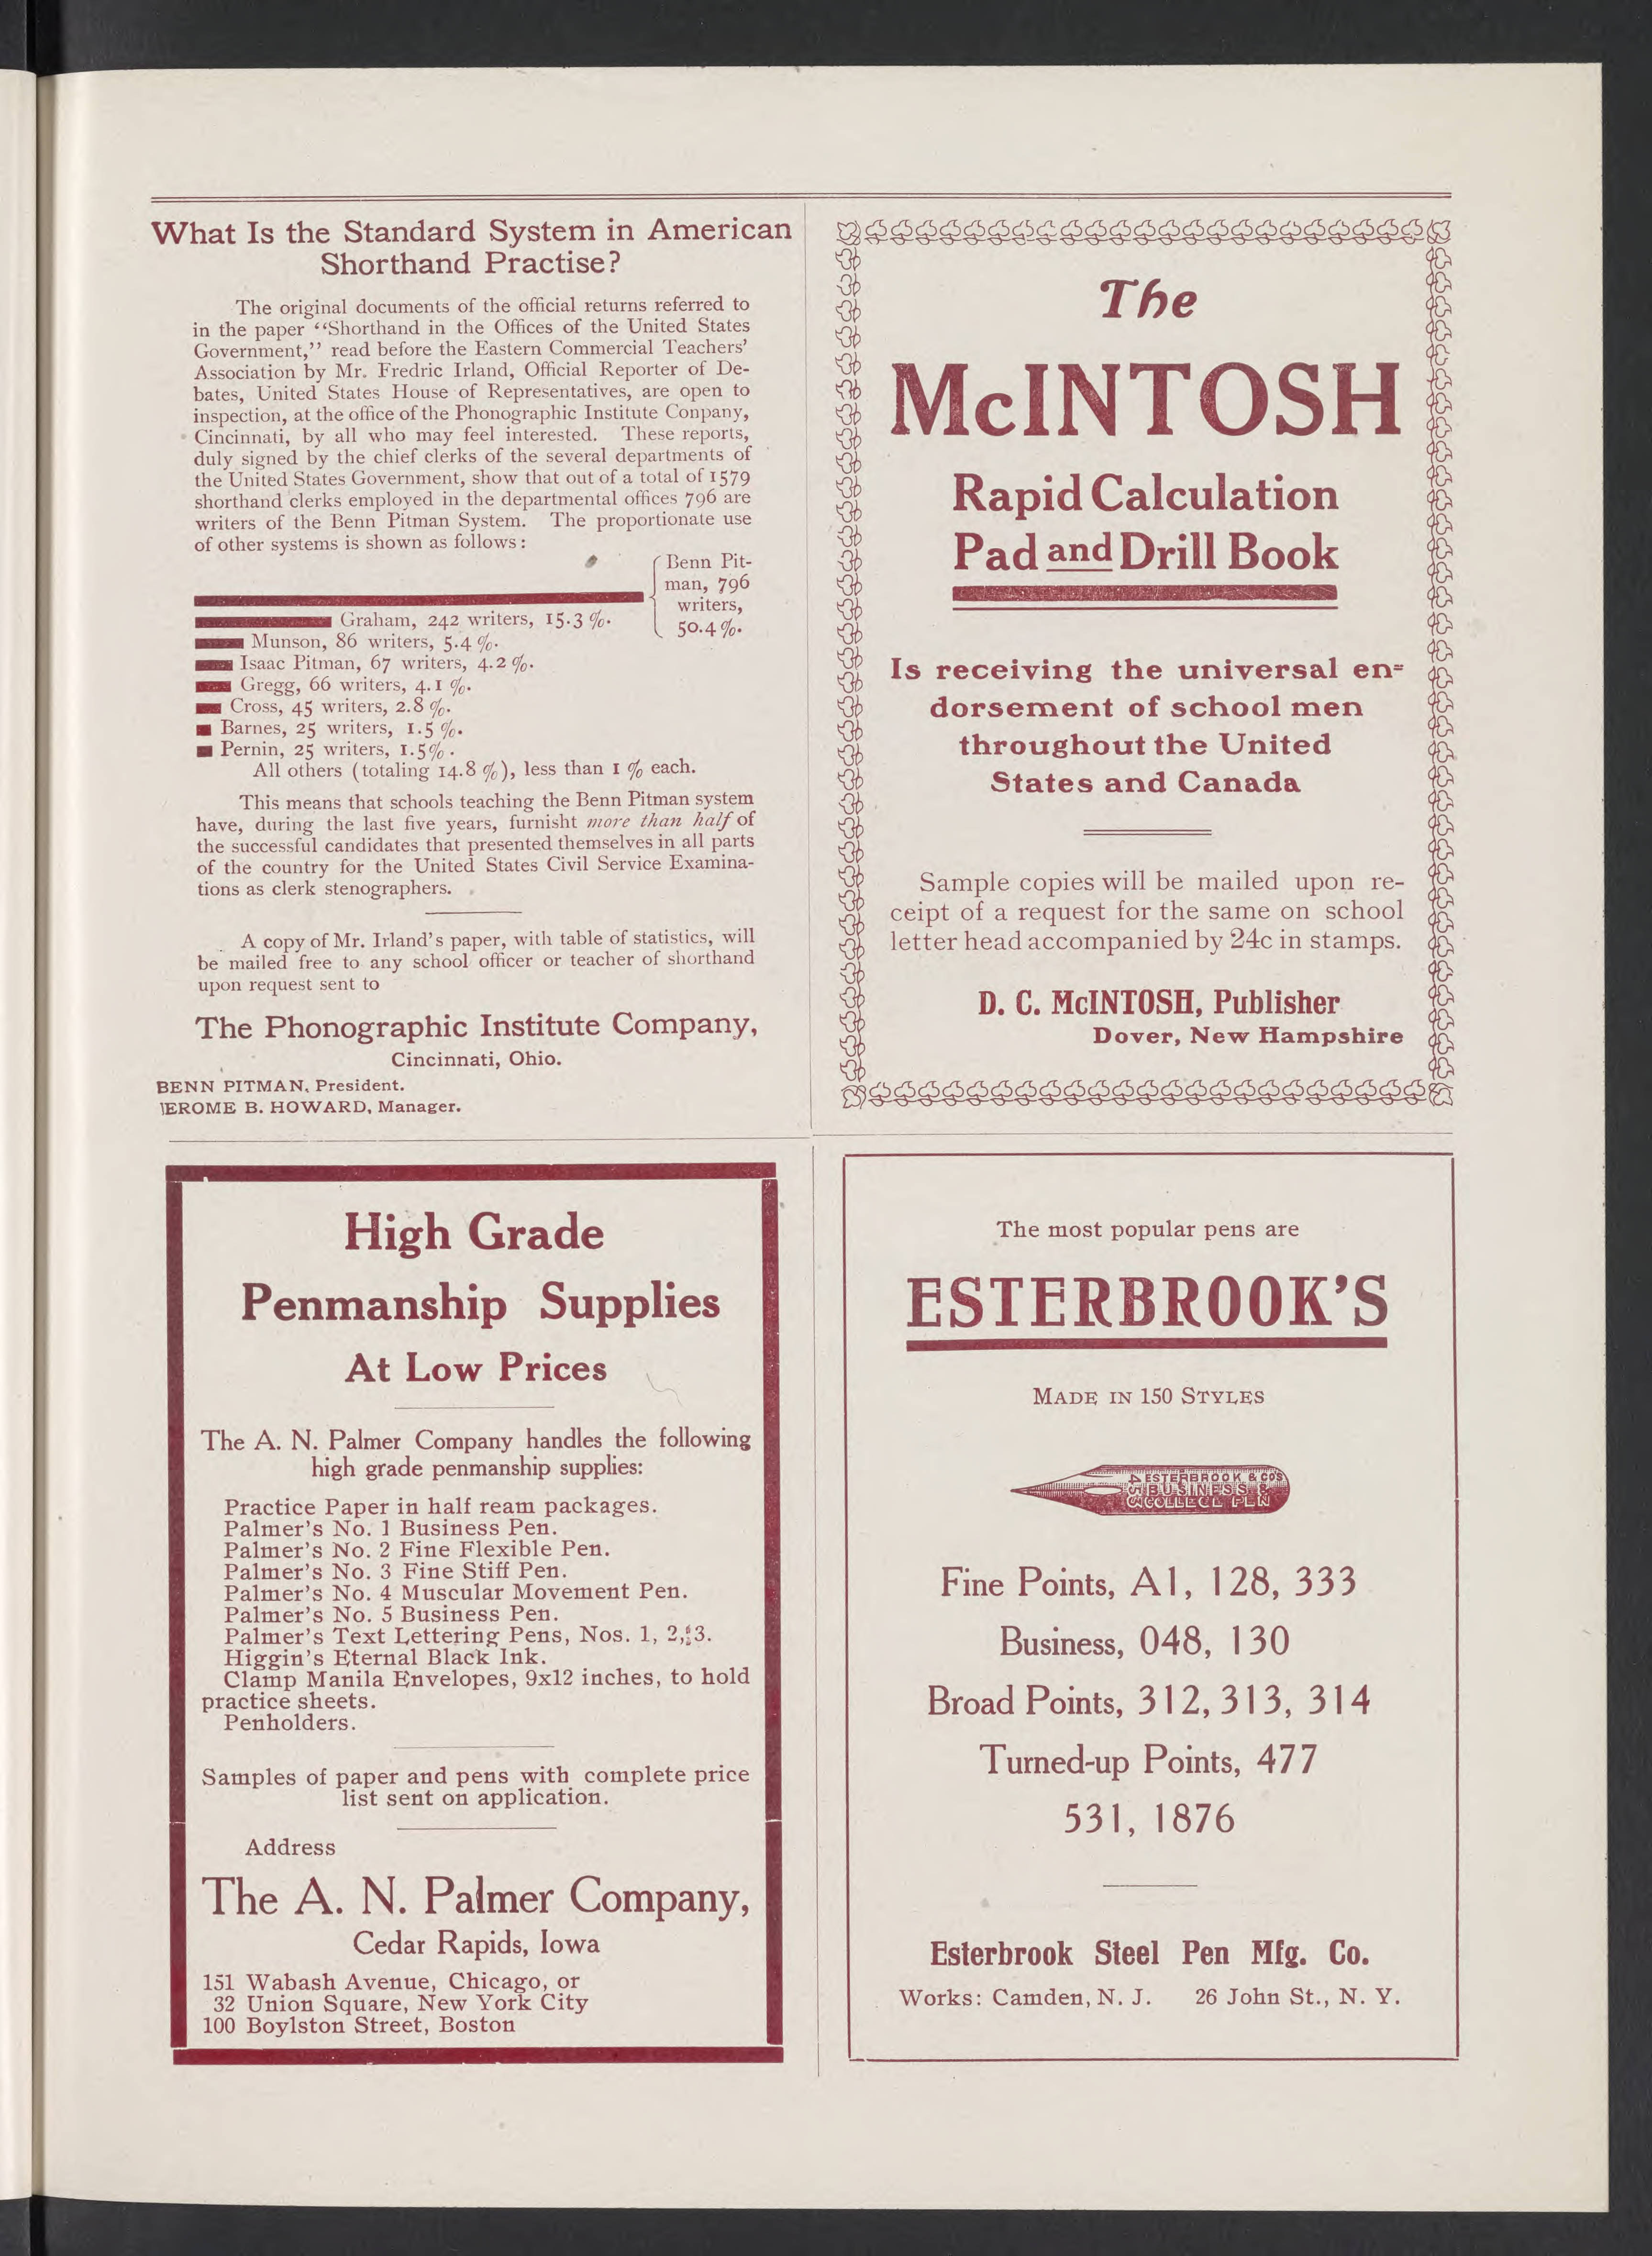 What Is the Standard System in American
Shorthand Practise?
The original documents of the official returns referred to
in the paper "Shorthand in the Offices of the United States
Government," read before the Eastern Commercial Teachers'
Association by Mr. Fredric Irland, Official Reporter of De-
bates, United States House of Representatives, are open to
inspection, at the office of the Phonographic Institute Conpany,
Cincinnati, by all who may feel interested. These reports,
duly signed by the chief clerks of the several departments of
the United States Government, show that out of a total of 1579
shorthand clerks employed in the departmental offices 796 are
writers of the Benn Pitman System. The proportionate use
of other systems is shown as follows:
Benn Pit-
man, 796
writers,
50.4%.
Graham, 242 writers, 15.3 %.
Munson, 86 writers, 5.4 %.
Isaac Pitman, 67 writers, 4.2 %.
Gregg, 66 writers, 4.1 %.
Cross, 45 writers, 2.8 %.
Barnes, 25 writers, 1.5 %.
Pernin, 25 writers, 1.5%.
All others (totaling 14.8 %), less than 1 % each.
This means that schools teaching the Benn Pitman system
have, during the last five years, furnisht more than half of
the successful candidates that presented themselves in all parts
of the country for the United States Civil Service Examina-
tions as clerk stenographers.
A copy of Mr. Irland's paper, with table of statistics, will
be mailed free to any school officer or teacher of shorthand
upon request sent to
The Phonographic Institute Company,
Cincinnati, Ohio.
BENN PITMAN, President.
JEROME B. HOWARD, Manager.
The
McINTOSH
Rapid Calculation
Pad and Drill Book
Is receiving the universal en=
dorsement of school men
throughout the United
States and Canada
Sample copies will be mailed upon re-
ceipt of a request for the same on school
letter head accompanied by 24c in stamps.
D. C. McINTOSH, Publisher
Dover, New Hampshire
High Grade
Penmanship Supplies
At Low Prices
The A. N. Palmer Company handles the following
high grade penmanship supplies:
Practice Paper in half ream packages.
Palmer's No. 1 Business Pen.
Palmer's No. 2 Fine Flexible Pen.
Palmer's No. 3 Fine Stiff Pen.
Palmer's No. 4 Muscular Movement Pen.
Palmer's No. 5 Business Pen.
Palmer's Text Lettering Pens, Nos. 1, 2, 3.
Higgin's Eternal Black Ink.
Clamp Manila Envelopes, 9x12 inches, to hold
practice sheets.
Penholders.
Samples of paper and pens with complete price
list sent on application.
Address
The A. N. Palmer Company,
Cedar Rapids, Iowa
151 Wabash Avenue, Chicago, or
32 Union Square, New York City
100 Boylston Street, Boston
The most popular pens are
ESTERBROOK'S
MADE IN 150 STYLES
ESTERBROOK & CO'S
BUSINESS &
COLLEGE PEN
Fine Points, A1, 128, 333
Business, 048, 130
Broad Points, 312, 313, 314
Turned-up Points, 477
531, 1876
Esterbrook Steel Pen Mfg. Co.
Works: Camden, N. J. 26 John St., N. Y.